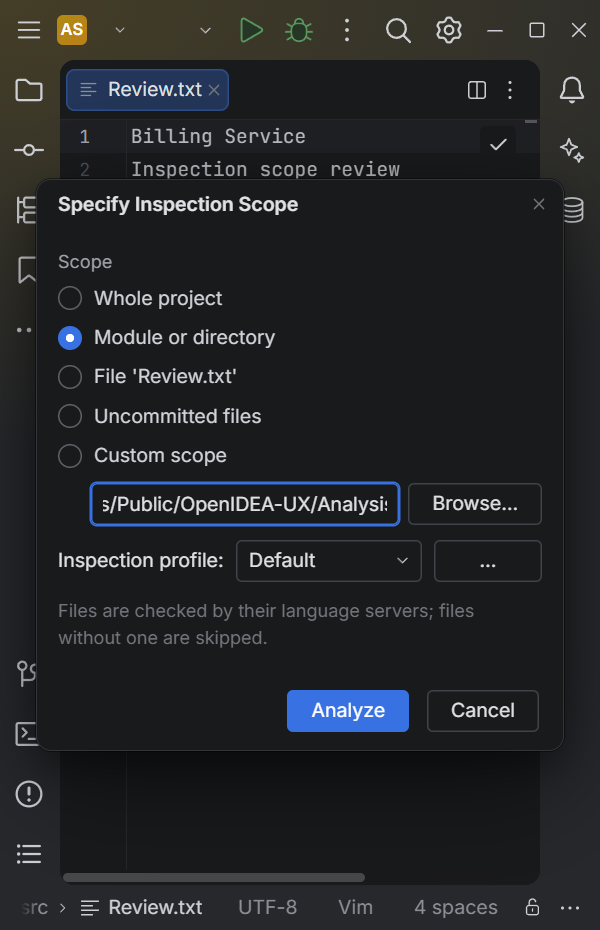 AS
Review.txt
1 Billing Service
2 Inspection scope review
Specify Inspection Scope
Scope
Whole project
Module or directory
File 'Review.txt'
Uncommitted files
Custom scope
s/Public/OpenIDEA-UX/Analysis Browse...
Inspection profile: Default ...
Files are checked by their language servers; files
without one are skipped.
Analyze Cancel
src Review.txt UTF-8 Vim 4 spaces